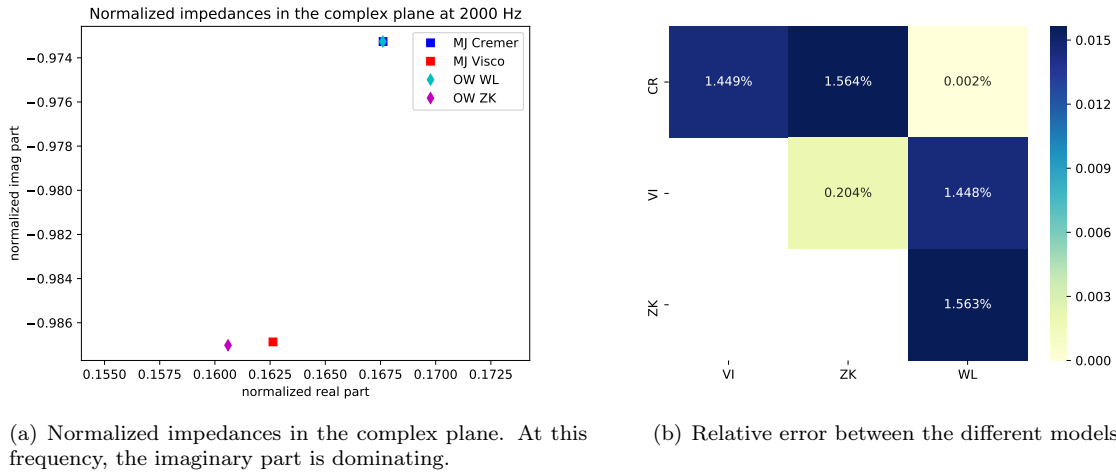 Normalized impedances in the complex plane at 2000 Hz
MJ Cremer
MJ Visco
OW WL
OW ZK
normalized imag part
−0.974
−0.976
−0.978
−0.980
−0.982
−0.984
−0.986
0.1550 0.1575 0.1600 0.1625 0.1650 0.1675 0.1700 0.1725
normalized real part
CR
VI
ZK
1.449% 1.564% 0.002%
0.204% 1.448%
1.563%
VI ZK WL
0.015
0.012
0.009
0.006
0.003
0.000
(a) Normalized impedances in the complex plane. At this
frequency, the imaginary part is dominating.
(b) Relative error between the different models